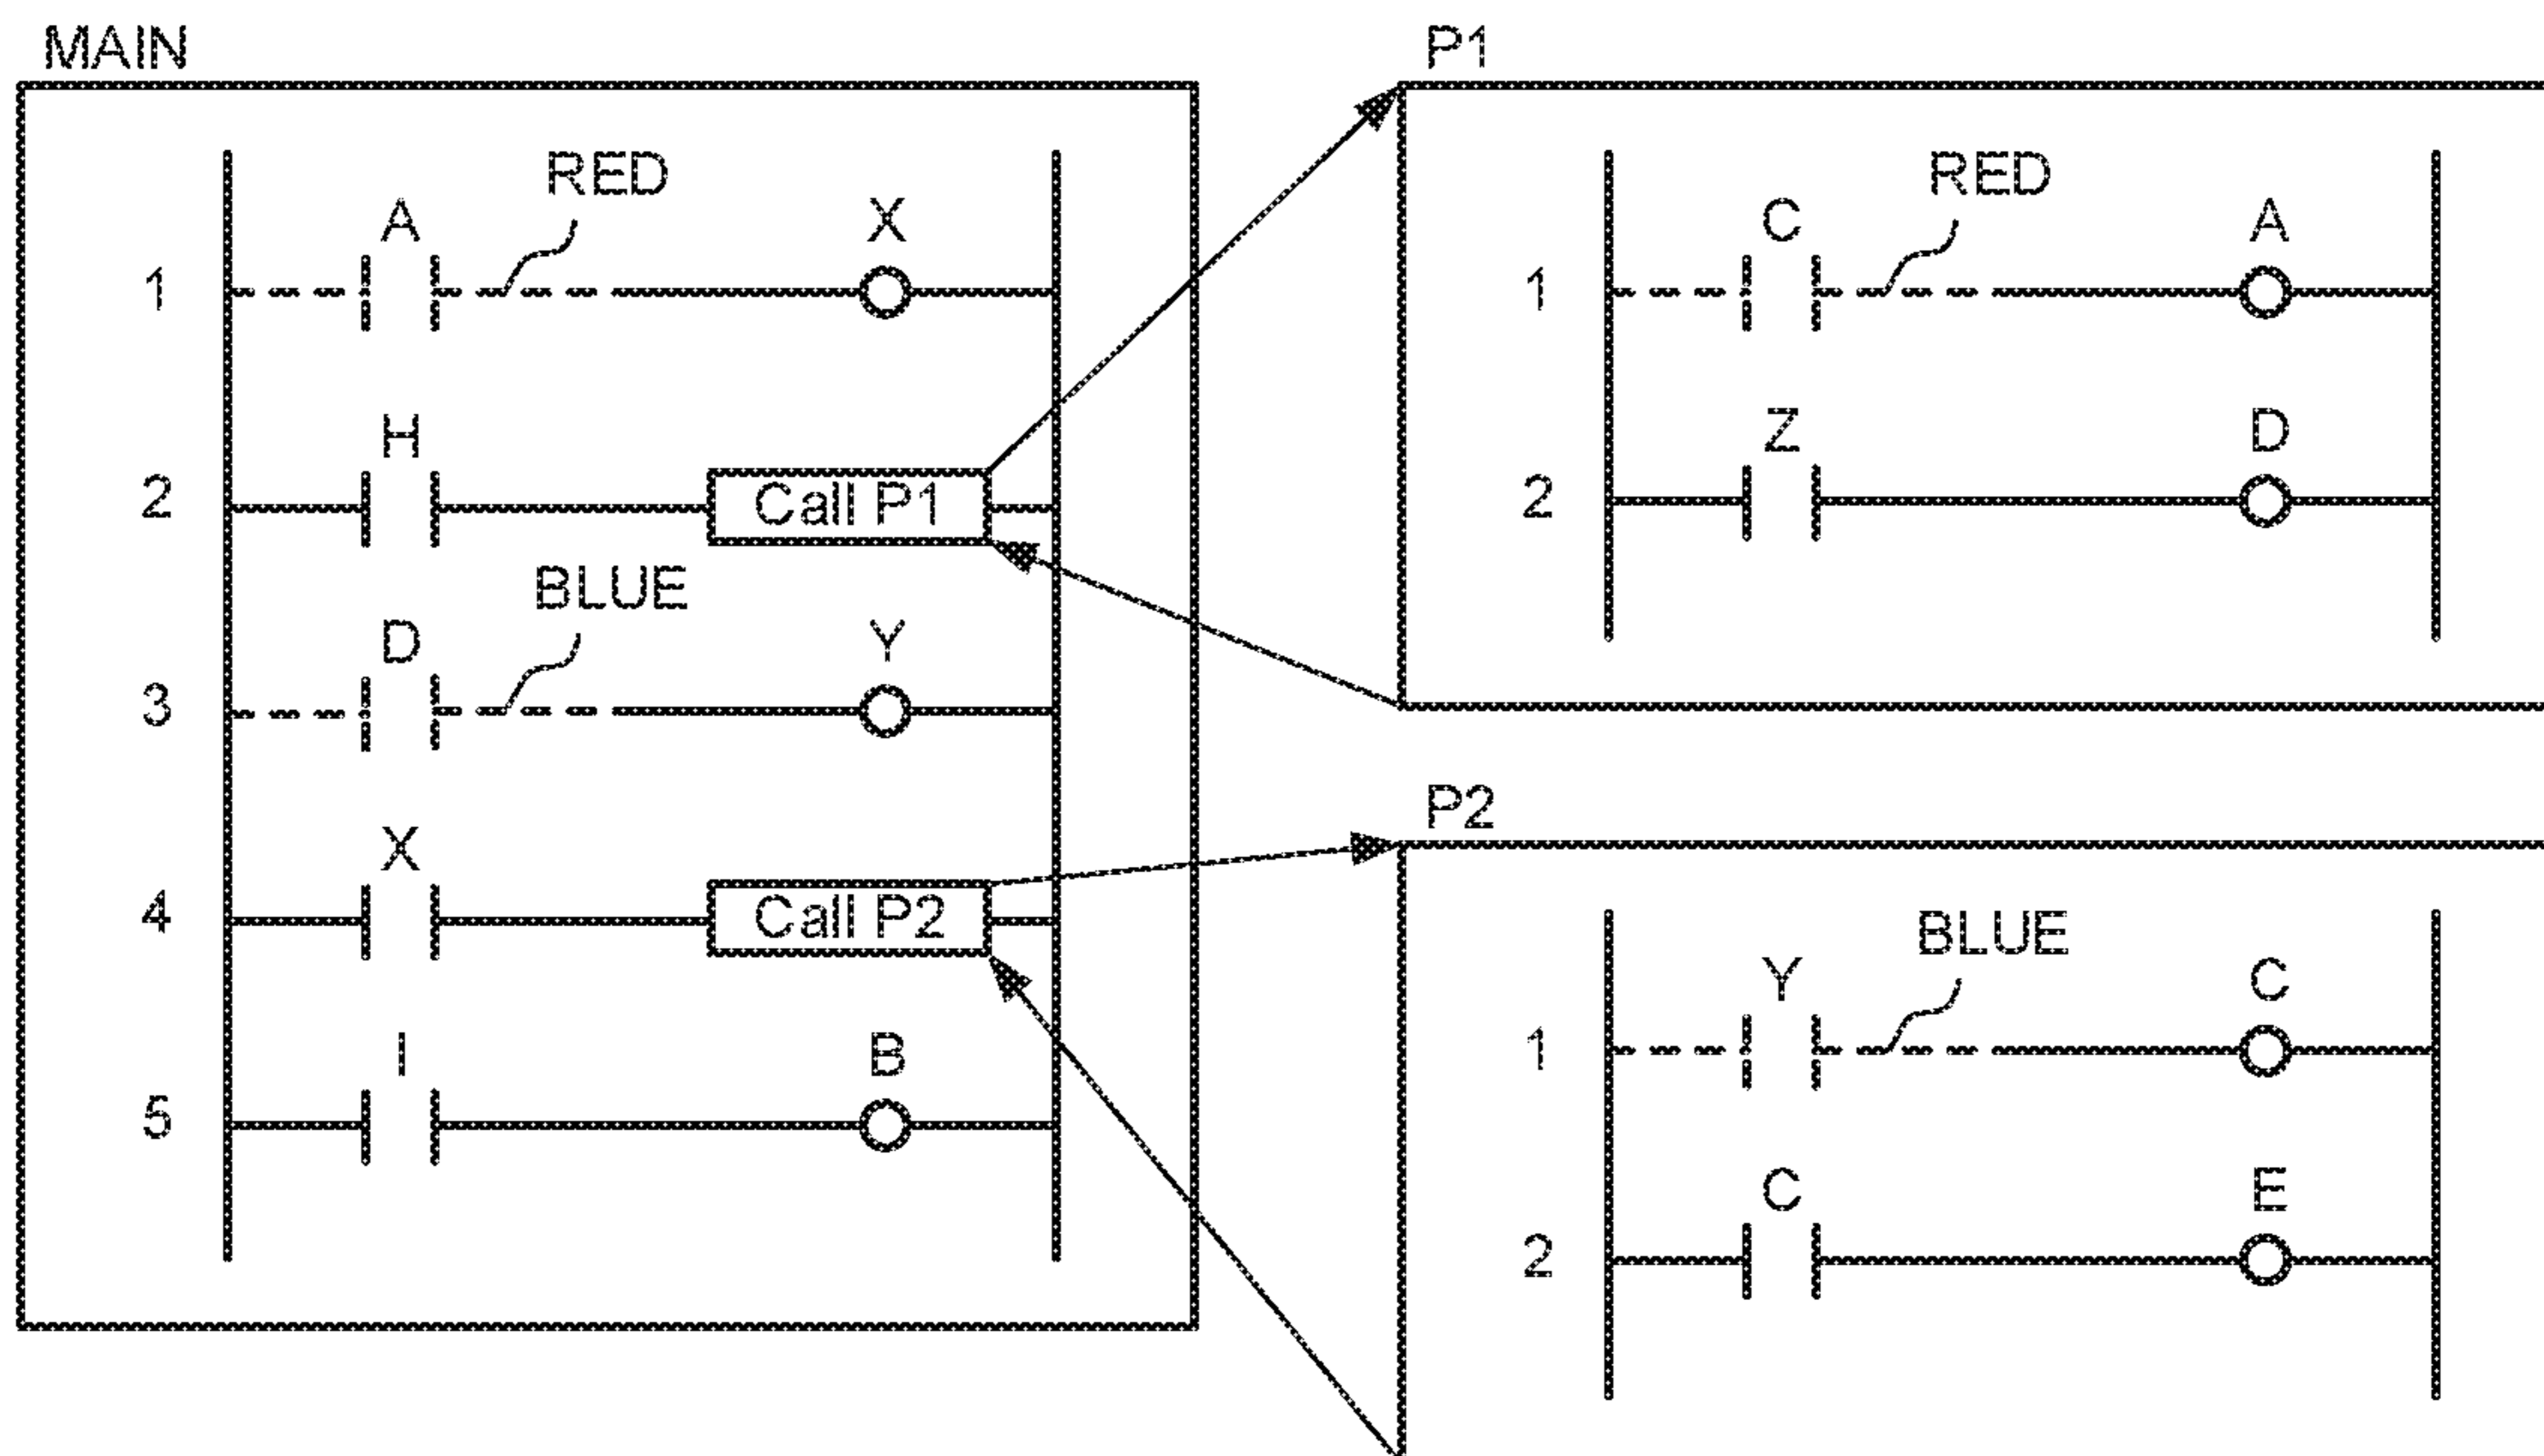 MAIN
RED
A X
1
H
2 Call P1
BLUE
D Y
3
X
4 Call P2
I B
5
P1
RED
C A
1
Z D
2
P2
BLUE
Y C
1
C E
2